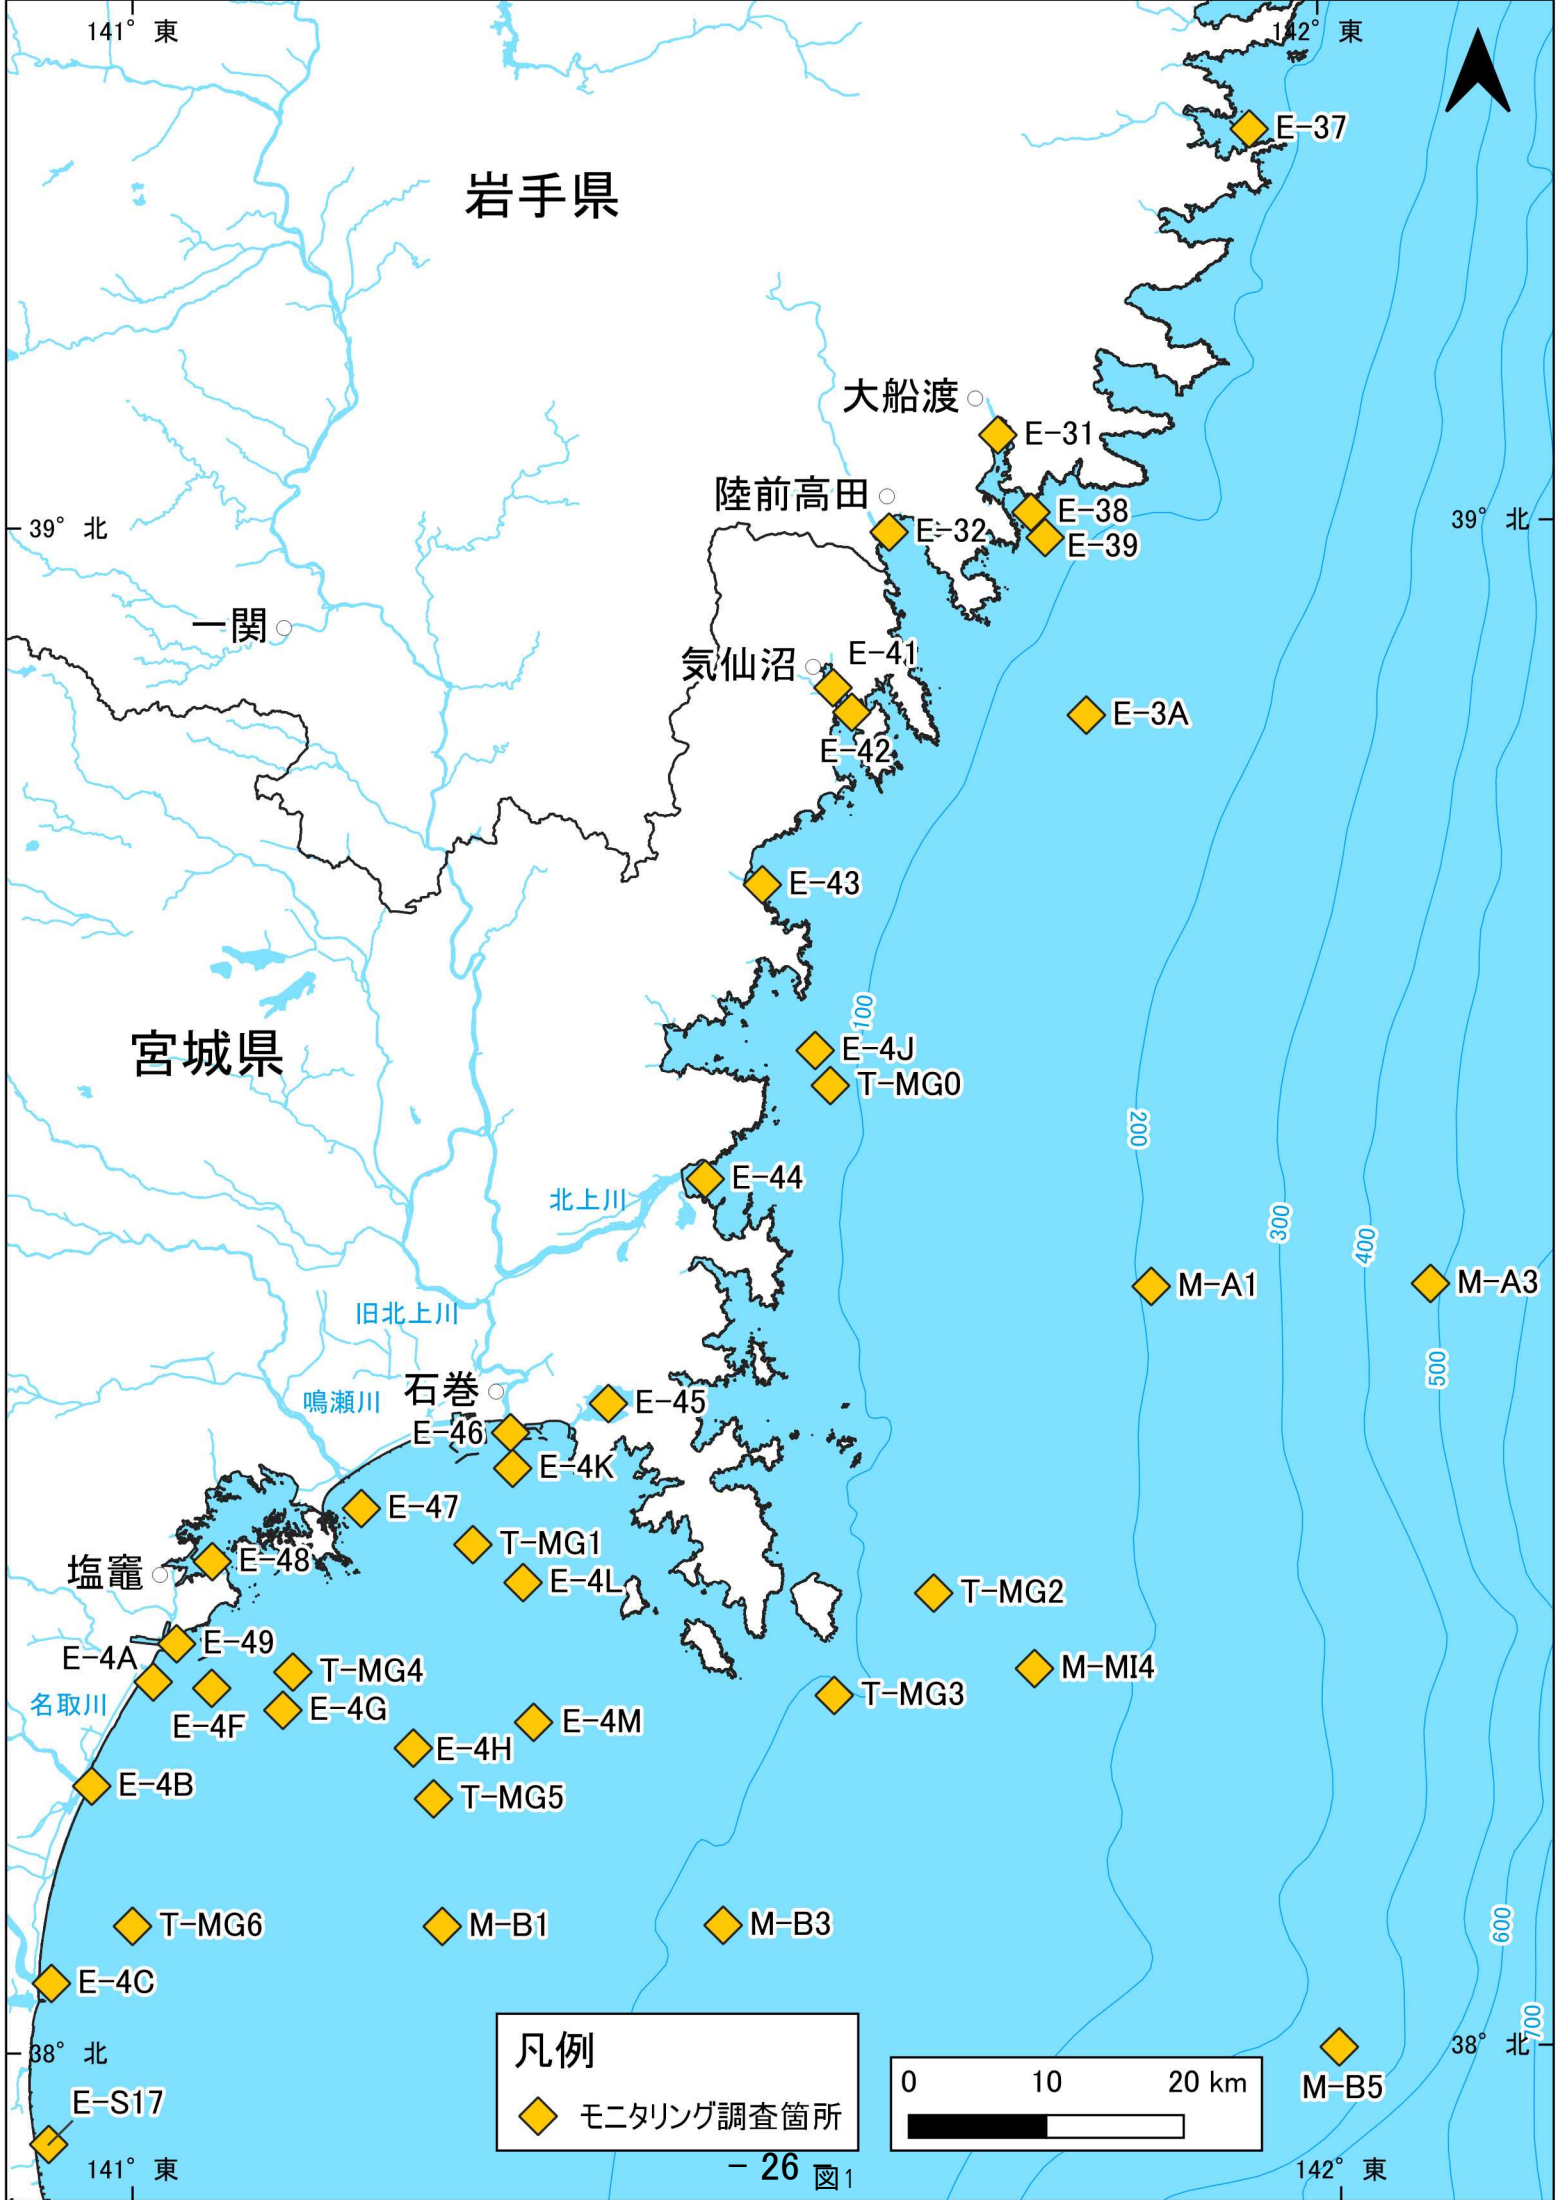 141° 東
142° 東
E-37
岩手県
大船渡
E-31
陸前高田
E-38
39° 北
E-32
39° 北
E-39
一関
気仙沼
E-41
E-3A
E-42
E-43
100
宮城県
E-4J
T-MG0
200
E-44
北上川
300
400
M-A1
M-A3
旧北上川
500
鳴瀬川
石巻
E-45
E-46
E-4K
E-47
T-MG1
E-48
塩竈
E-4L
T-MG2
E-49
E-4A
T-MG4
M-MI4
名取川
T-MG3
E-4F
E-4G
E-4M
E-4H
E-4B
T-MG5
T-MG6
M-B1
M-B3
600
E-4C
700
38° 北
38° 北
凡例
0 10 20 km
M-B5
E-S17
モニタリング調査箇所
141° 東
- 26 -
図1
142° 東